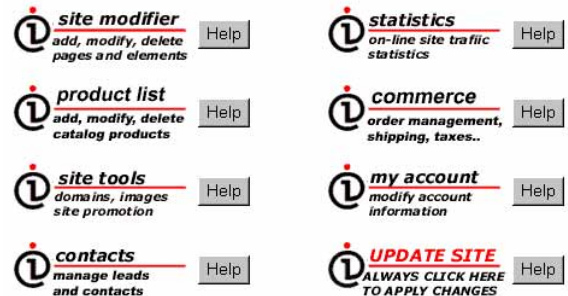 site modifier
add, modify, delete
pages and elements
Help
statistics
on-line site trafiic
statistics
Help
product list
add, modify, delete
catalog products
Help
commerce
order management,
shipping, taxes..
Help
site tools
domains, images
site promotion
Help
my account
modify account
information
Help
contacts
manage leads
and contacts
Help
UPDATE SITE
ALWAYS CLICK HERE
TO APPLY CHANGES
Help